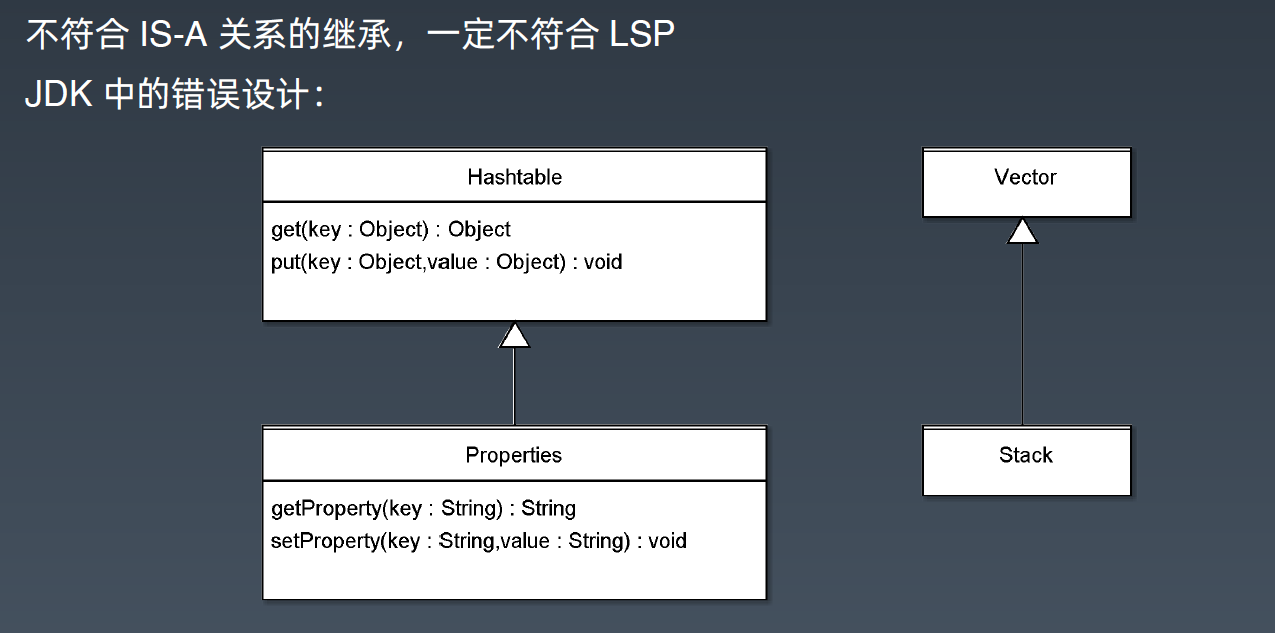 不符合 IS-A 关系的继承，一定不符合 LSP
JDK 中的错误设计：
Hashtable
get(key : Object) : Object
put(key : Object,value : Object) : void
Properties
getProperty(key : String) : String
setProperty(key : String,value : String) : void
Vector
Stack